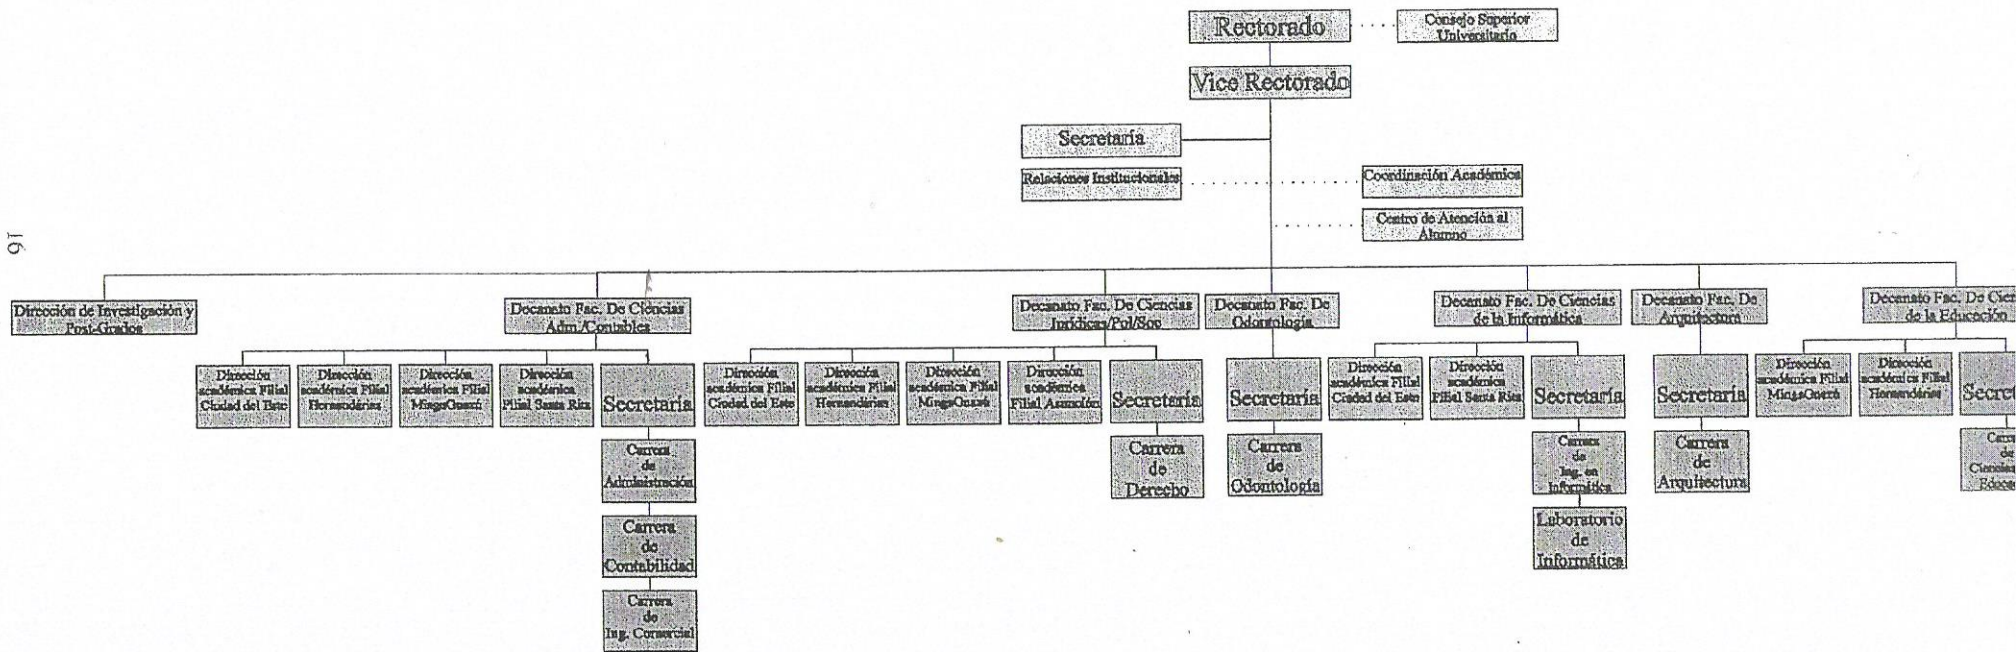 Rectorado
Consejo Superior
Universitario
Vice Rectorado
Secretaría
Relaciones Institucionales
Coordinación Académica
Centro de Atención al
Alumno
16
Dirección de Investigación y
Post-Grados
Decanato Fac. De Ciencias
Adm./Contables
Decanato Fac. De Ciencias
Jurídicas/Pol/Soc
Decanato Fac. De
Odontología
Decanato Fac. De Ciencias
de la Informática
Decanato Fac. De
Arquitectura
Decanato Fac. De Cien
de la Educación
Dirección
académica Filial
Ciudad del Este
Dirección
académica Filial
Hernandarias
Dirección
académica Filial
MingaGuazú
Dirección
académica
Filial Santa Rita
Secretaría
Dirección
académica Filial
Ciudad del Este
Dirección
académica Filial
Hernandarias
Dirección
académica Filial
MingaGuazú
Dirección
académica
Filial Asunción
Secretaría
Secretaría
Dirección
académica Filial
Ciudad del Este
Dirección
académica
Filial Santa Rita
Secretaría
Secretaría
Dirección
académica Filial
MingaGuazú
Dirección
académica Filial
Hernandarias
Secret
Carrera
de
Administración
Carrera
de
Contabilidad
Carrera
de
Ing. Comercial
Carrera
de
Derecho
Carrera
de
Odontología
Carrera
de
Ing. en
Informática
Laboratorio
de
Informática
Carrera
de
Arquitectura
Carre
de
Ciencias
Educa